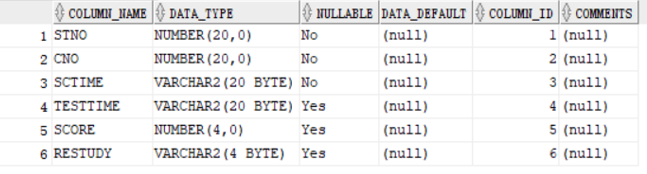 COLUMN_NAME DATA_TYPE NULLABLE DATA_DEFAULT COLUMN_ID COMMENTS
1 STNO NUMBER(20,0) No (null) 1 (null)
2 CNO NUMBER(20,0) No (null) 2 (null)
3 SCTIME VARCHAR2(20 BYTE) No (null) 3 (null)
4 TESTTIME VARCHAR2(20 BYTE) Yes (null) 4 (null)
5 SCORE NUMBER(4,0) Yes (null) 5 (null)
6 RESTUDY VARCHAR2(4 BYTE) Yes (null) 6 (null)